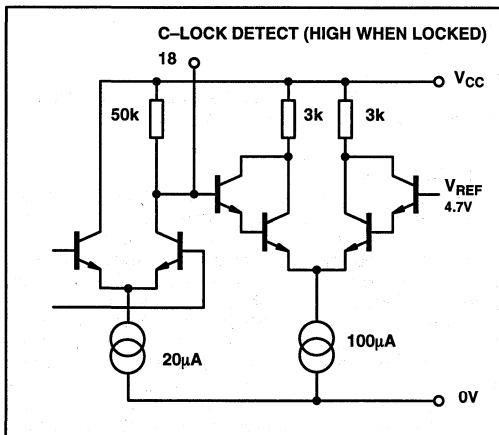 C–LOCK DETECT (HIGH WHEN LOCKED)
18
VCC
50k
3k
3k
VREF
4.7V
20μA
100μA
0V